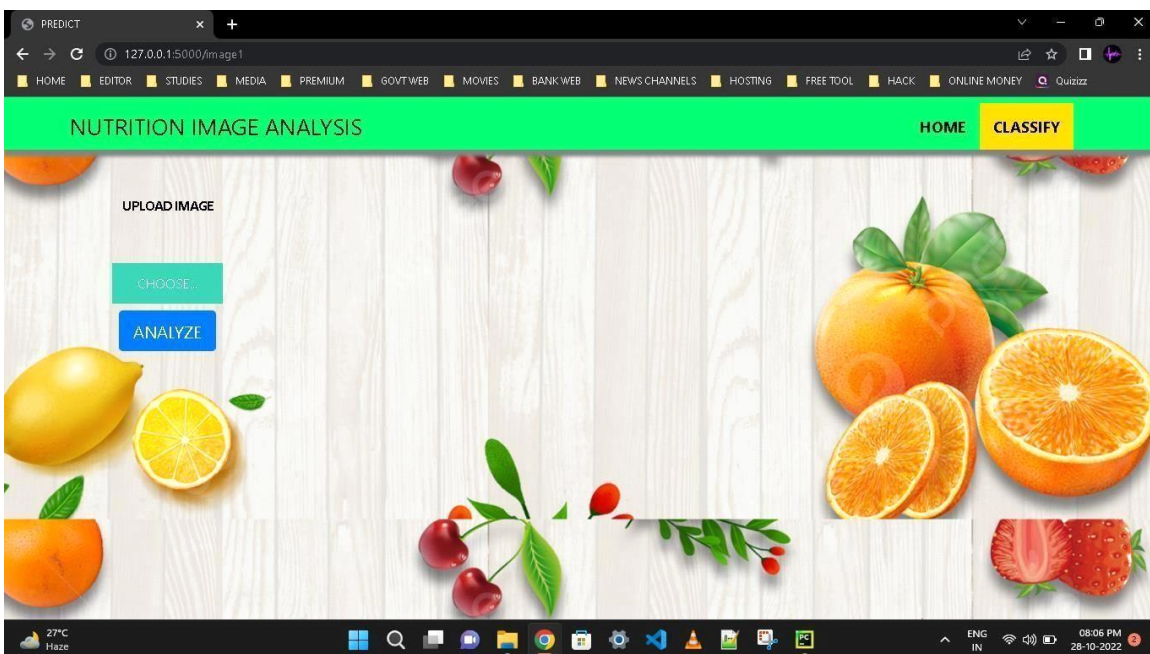 PREDICT
127.0.0.1:5000/image1
HOME EDITOR STUDIES MEDIA PREMIUM GOVT WEB MOVIES BANK WEB NEWS CHANNELS HOSTING FREE TOOL HACK ONLINE MONEY Quizizz
NUTRITION IMAGE ANALYSIS HOME CLASSIFY
UPLOAD IMAGE
CHOOSE...
ANALYZE
27°C
Haze
PC
ENG
IN
08:06 PM
28-10-2022
2